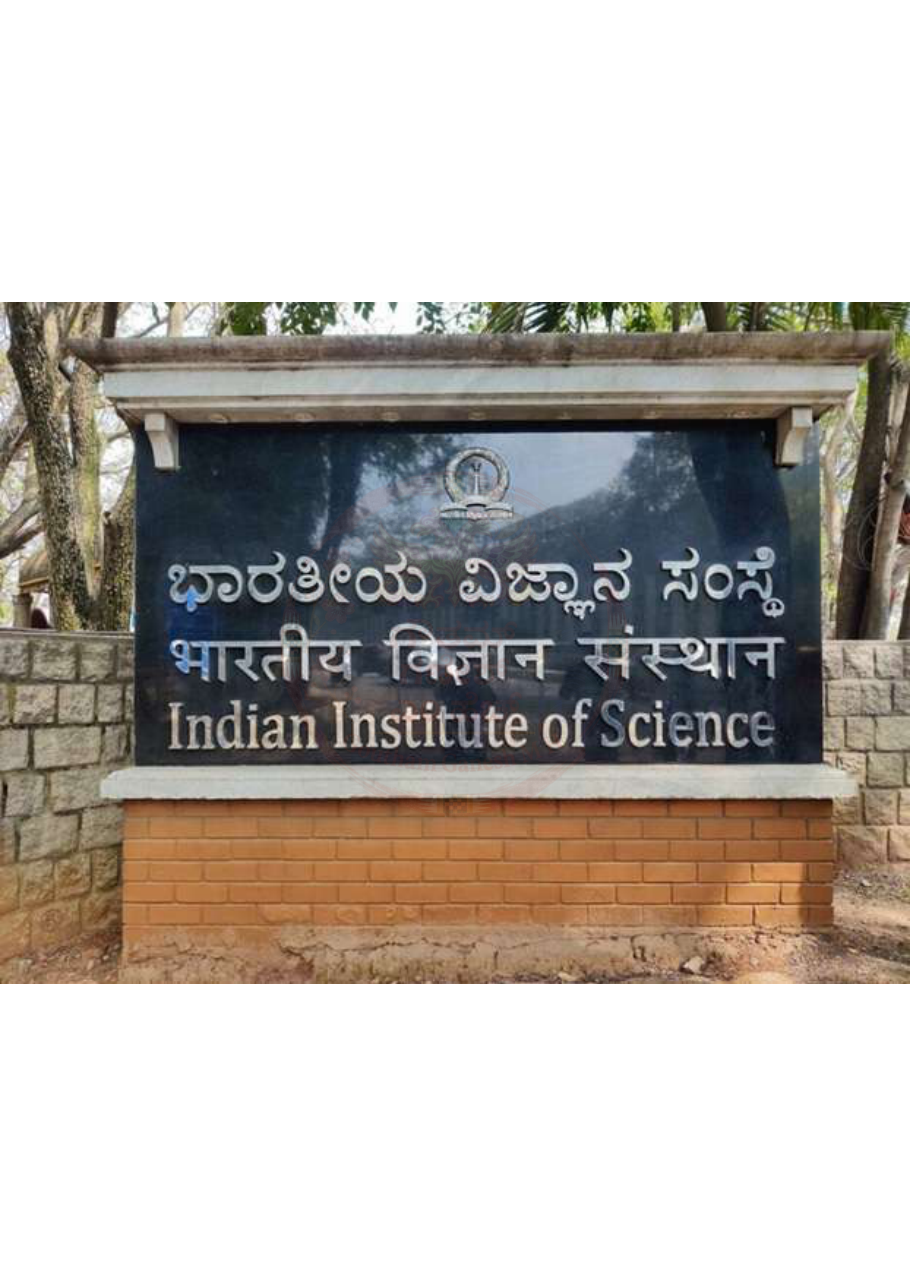 ಭಾರತೀಯ ವಿಜ್ಞಾನ ಸಂಸ್ಥೆ
भारतीय विज्ञान संस्थान
Indian Institute of Science